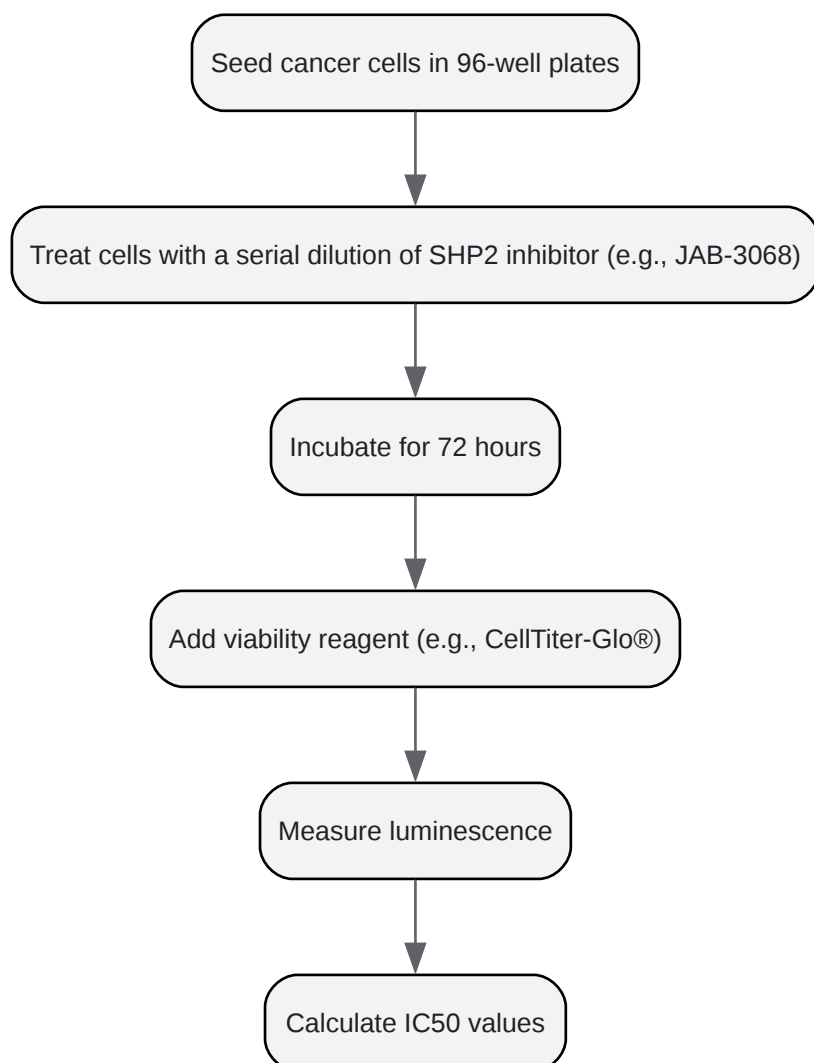 Seed cancer cells in 96-well plates
Treat cells with a serial dilution of SHP2 inhibitor (e.g., JAB-3068)
Incubate for 72 hours
Add viability reagent (e.g., CellTiter-Glo®)
Measure luminescence
Calculate IC50 values